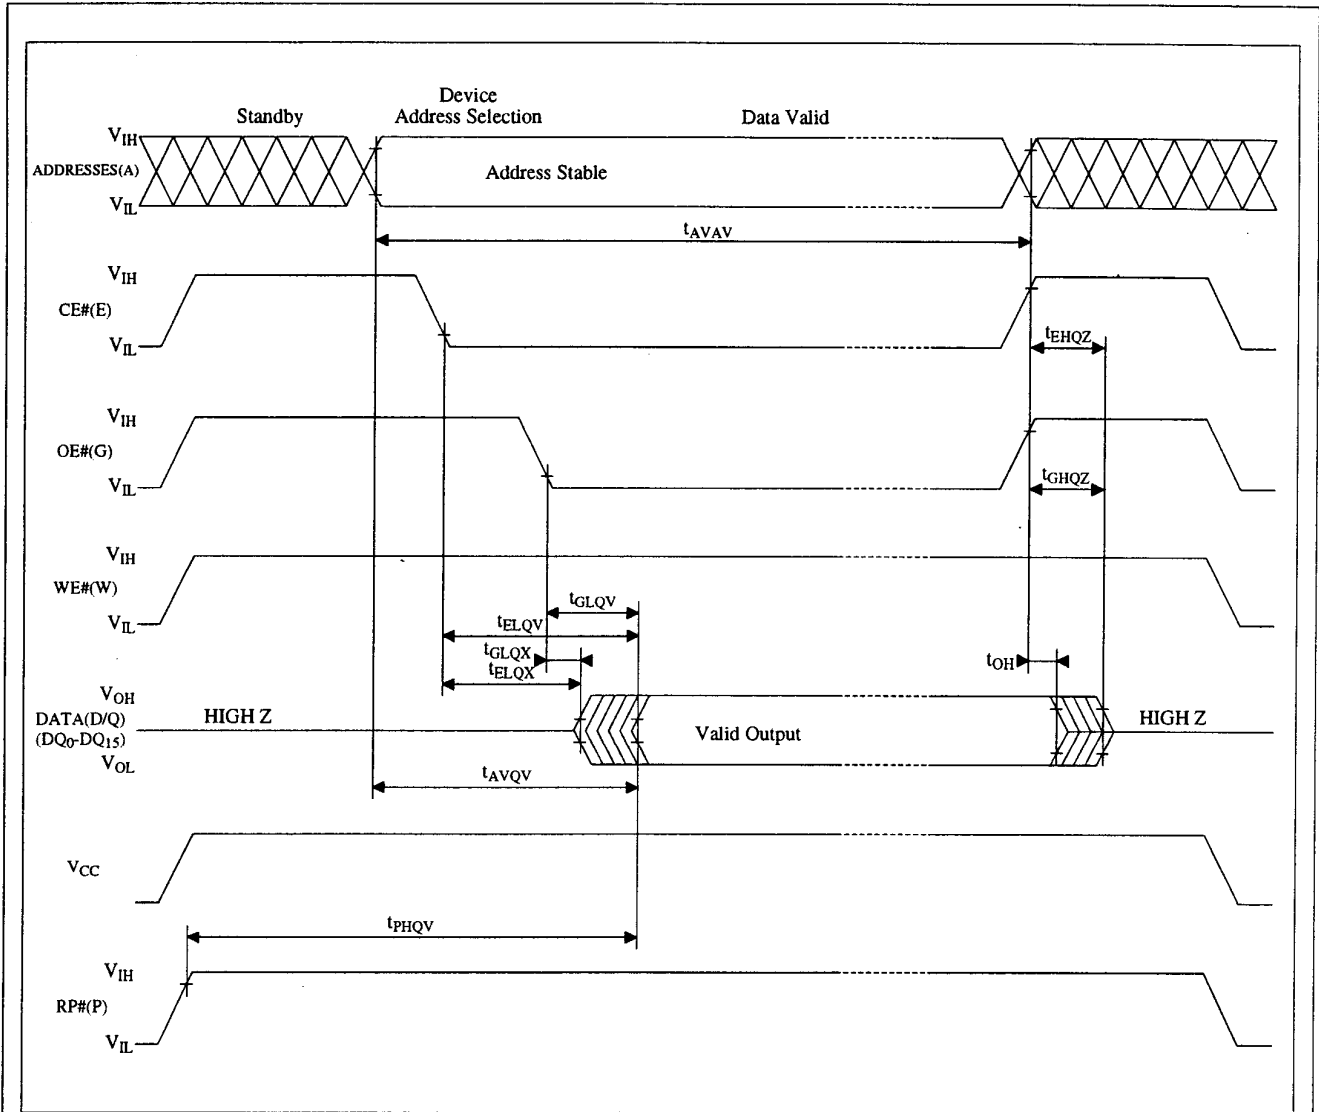 Standby
Device
Address Selection
Data Valid
VIH
ADDRESSES(A)
VIL
Address Stable
tAVAV
VIH
CE#(E)
VIL
tEHQZ
VIH
OE#(G)
VIL
tGHQZ
VIH
WE#(W)
VIL
tGLQV
tELQV
tGLQX
tELQX
tOH
VOH
DATA(D/Q)
(DQ0-DQ15)
VOL
HIGH Z
Valid Output
HIGH Z
tAVQV
VCC
tPHQV
VIH
RP#(P)
VIL